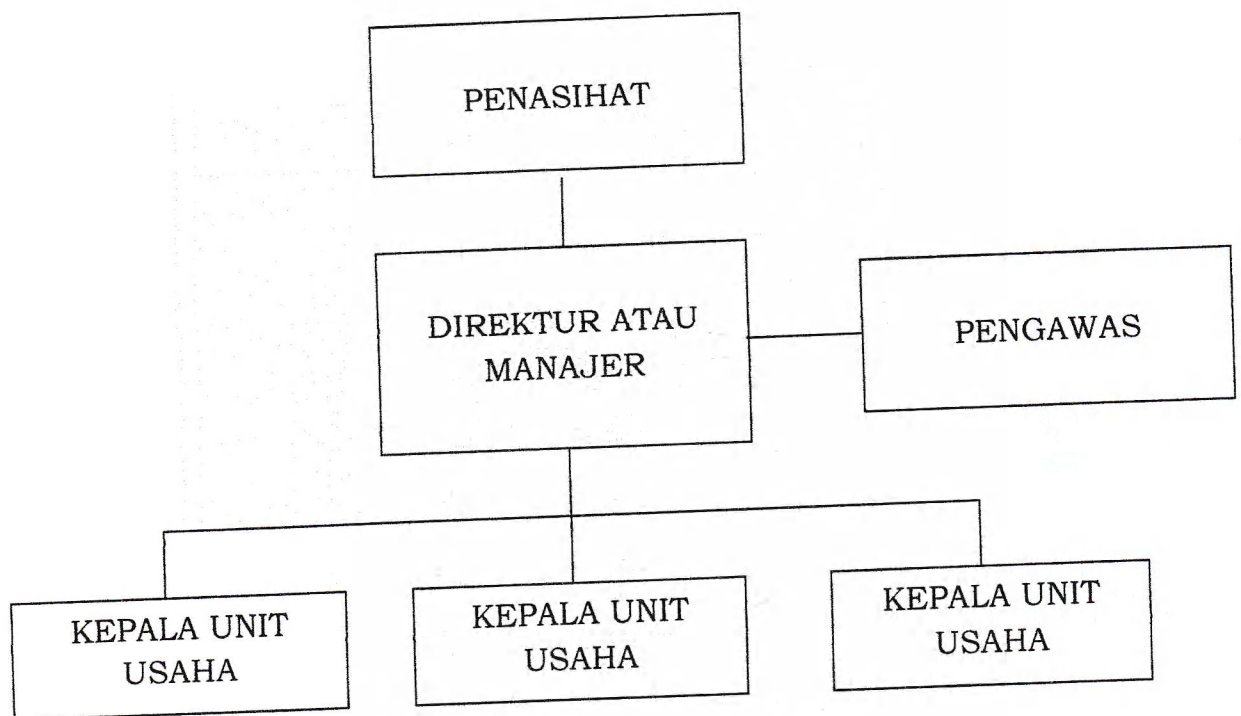 PENASIHAT
DIREKTUR ATAU
MANAJER
PENGAWAS
KEPALA UNIT
USAHA
KEPALA UNIT
USAHA
KEPALA UNIT
USAHA